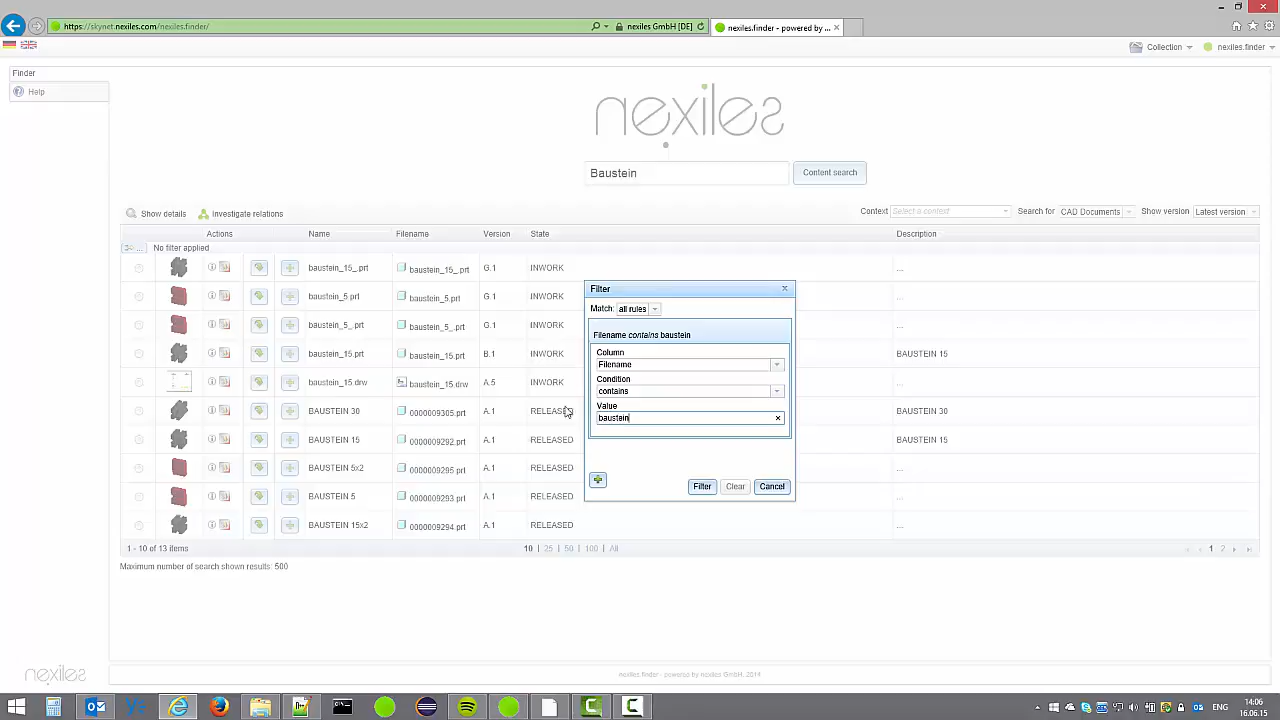 https://skynet.nexiles.com/nexiles.finder/
nexiles GmbH [DE]
nexiles.finder - powered by ...
Collection
nexiles.finder
Finder
Help
nexiles
Baustein
Content search
Show details
Investigate relations
Context
Select a context
Search for
CAD Documents
Show version
Latest version
Actions Name Filename Version State Description
... No filter applied
baustein_15_.prt baustein_15_.prt G.1 INWORK ...
baustein_5.prt baustein_5.prt G.1 INWORK ...
baustein_5_.prt baustein_5_.prt G.1 INWORK ...
baustein_15.prt baustein_15.prt B.1 INWORK BAUSTEIN 15
baustein_15.drw baustein_15.drw A.5 INWORK ...
BAUSTEIN 30 0000009305.prt A.1 RELEASED BAUSTEIN 30
BAUSTEIN 15 0000009292.prt A.1 RELEASED BAUSTEIN 15
BAUSTEIN 5x2 0000009295.prt A.1 RELEASED ...
BAUSTEIN 5 0000009293.prt A.1 RELEASED ...
BAUSTEIN 15x2 0000009294.prt A.1 RELEASED ...
1 - 10 of 13 items
10 | 25 | 50 | 100 | All
1 2
Maximum number of search shown results: 500
Filter
Match: all rules
Filename contains baustein
Column
Filename
Condition
contains
Value
baustein
Filter
Clear
Cancel
nexiles
nexiles.finder - powered by nexiles GmbH, 2014
ENG
14:06
16.06.15